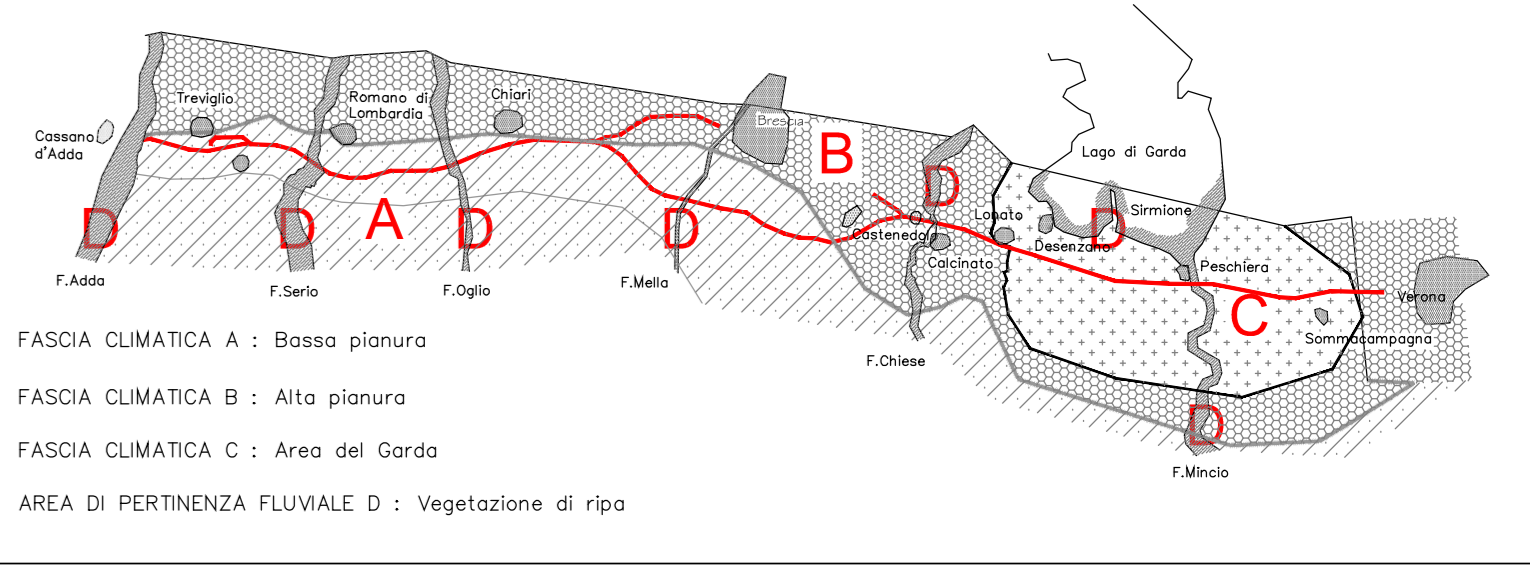 Treviglio
Romano di
Lombardia
Chiari
Brescia
Cassano
d'Adda
B
Lago di Garda
D
D
A
D
D
D
D
Lonato
Sirmione
Castenedolo
Desenzano
Calcinato
Peschiera
F.Adda
F.Serio
F.Oglio
F.Mella
C
Verona
Sommacampagna
F.Chiese
D
F.Mincio
FASCIA CLIMATICA A : Bassa pianura
FASCIA CLIMATICA B : Alta pianura
FASCIA CLIMATICA C : Area del Garda
AREA DI PERTINENZA FLUVIALE D : Vegetazione di ripa